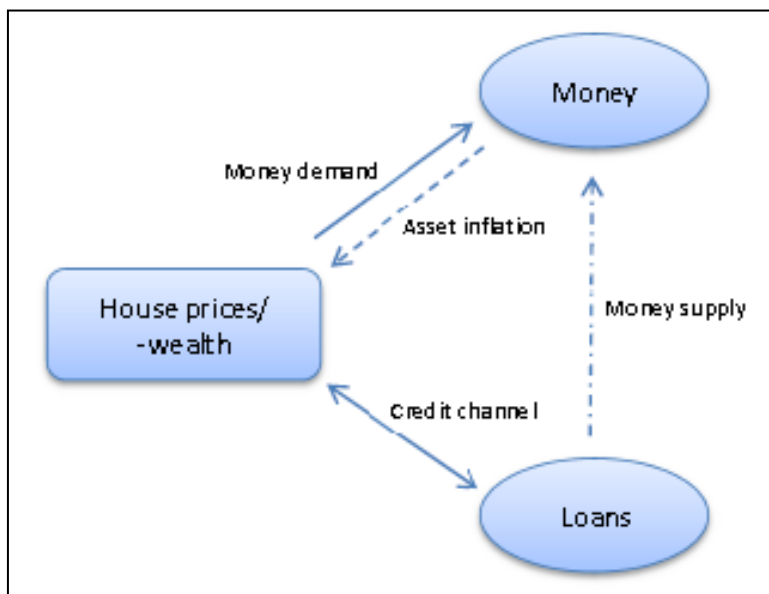 Money
Money demand
Asset inflation
House prices/
-wealth
Money supply
Credit channel
Loans